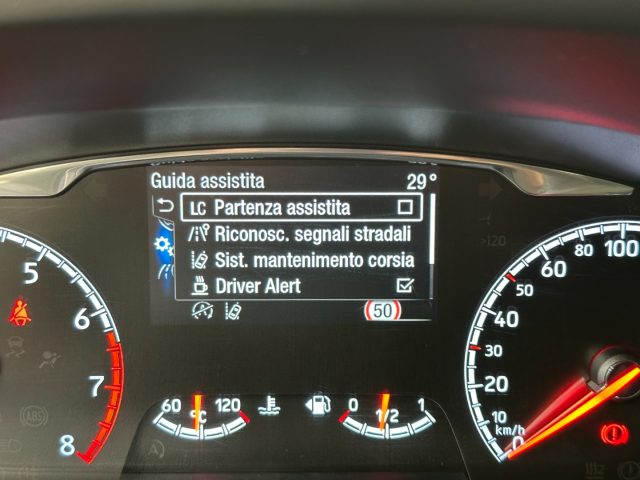 Guida assistita 29°
LC Partenza assistita
Riconosc. segnali stradali
Sist. mantenimento corsia
Driver Alert
50
5
6
7
8
60 °C 120
0 1/2 1
>120
0
10
20
30
40
50
60
80
100
km/h
ABS